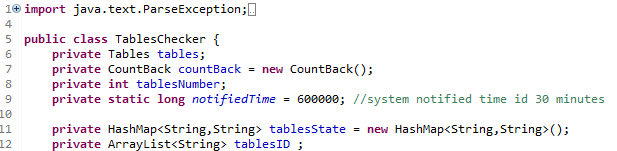 1 import java.text.ParseException;
4
5 public class TablesChecker {
6 private Tables tables;
7 private CountBack countBack = new CountBack();
8 private int tablesNumber;
9 private static long notifiedTime = 600000; //system notified time id 30 minutes
10
11 private HashMap<String,String> tablesState = new HashMap<String,String>();
12 private ArrayList<String> tablesID ;